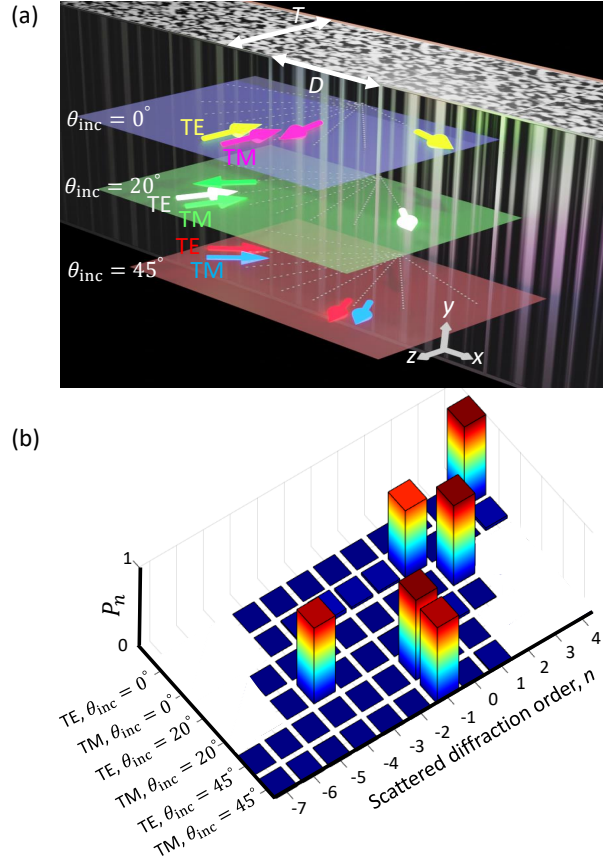 (a)
T
D
θinc = 0°
TE
TM
θinc = 20°
TE
TM
TE
θinc = 45°
TM
y
z
x
(b)
1
Pn
0
TE, θinc = 0°
TM, θinc = 0°
TE, θinc = 20°
TM, θinc = 20°
TE, θinc = 45°
TM, θinc = 45°
-7
-6
-5
-4
-3
-2
-1
0
1
2
3
4
Scattered diffraction order, n